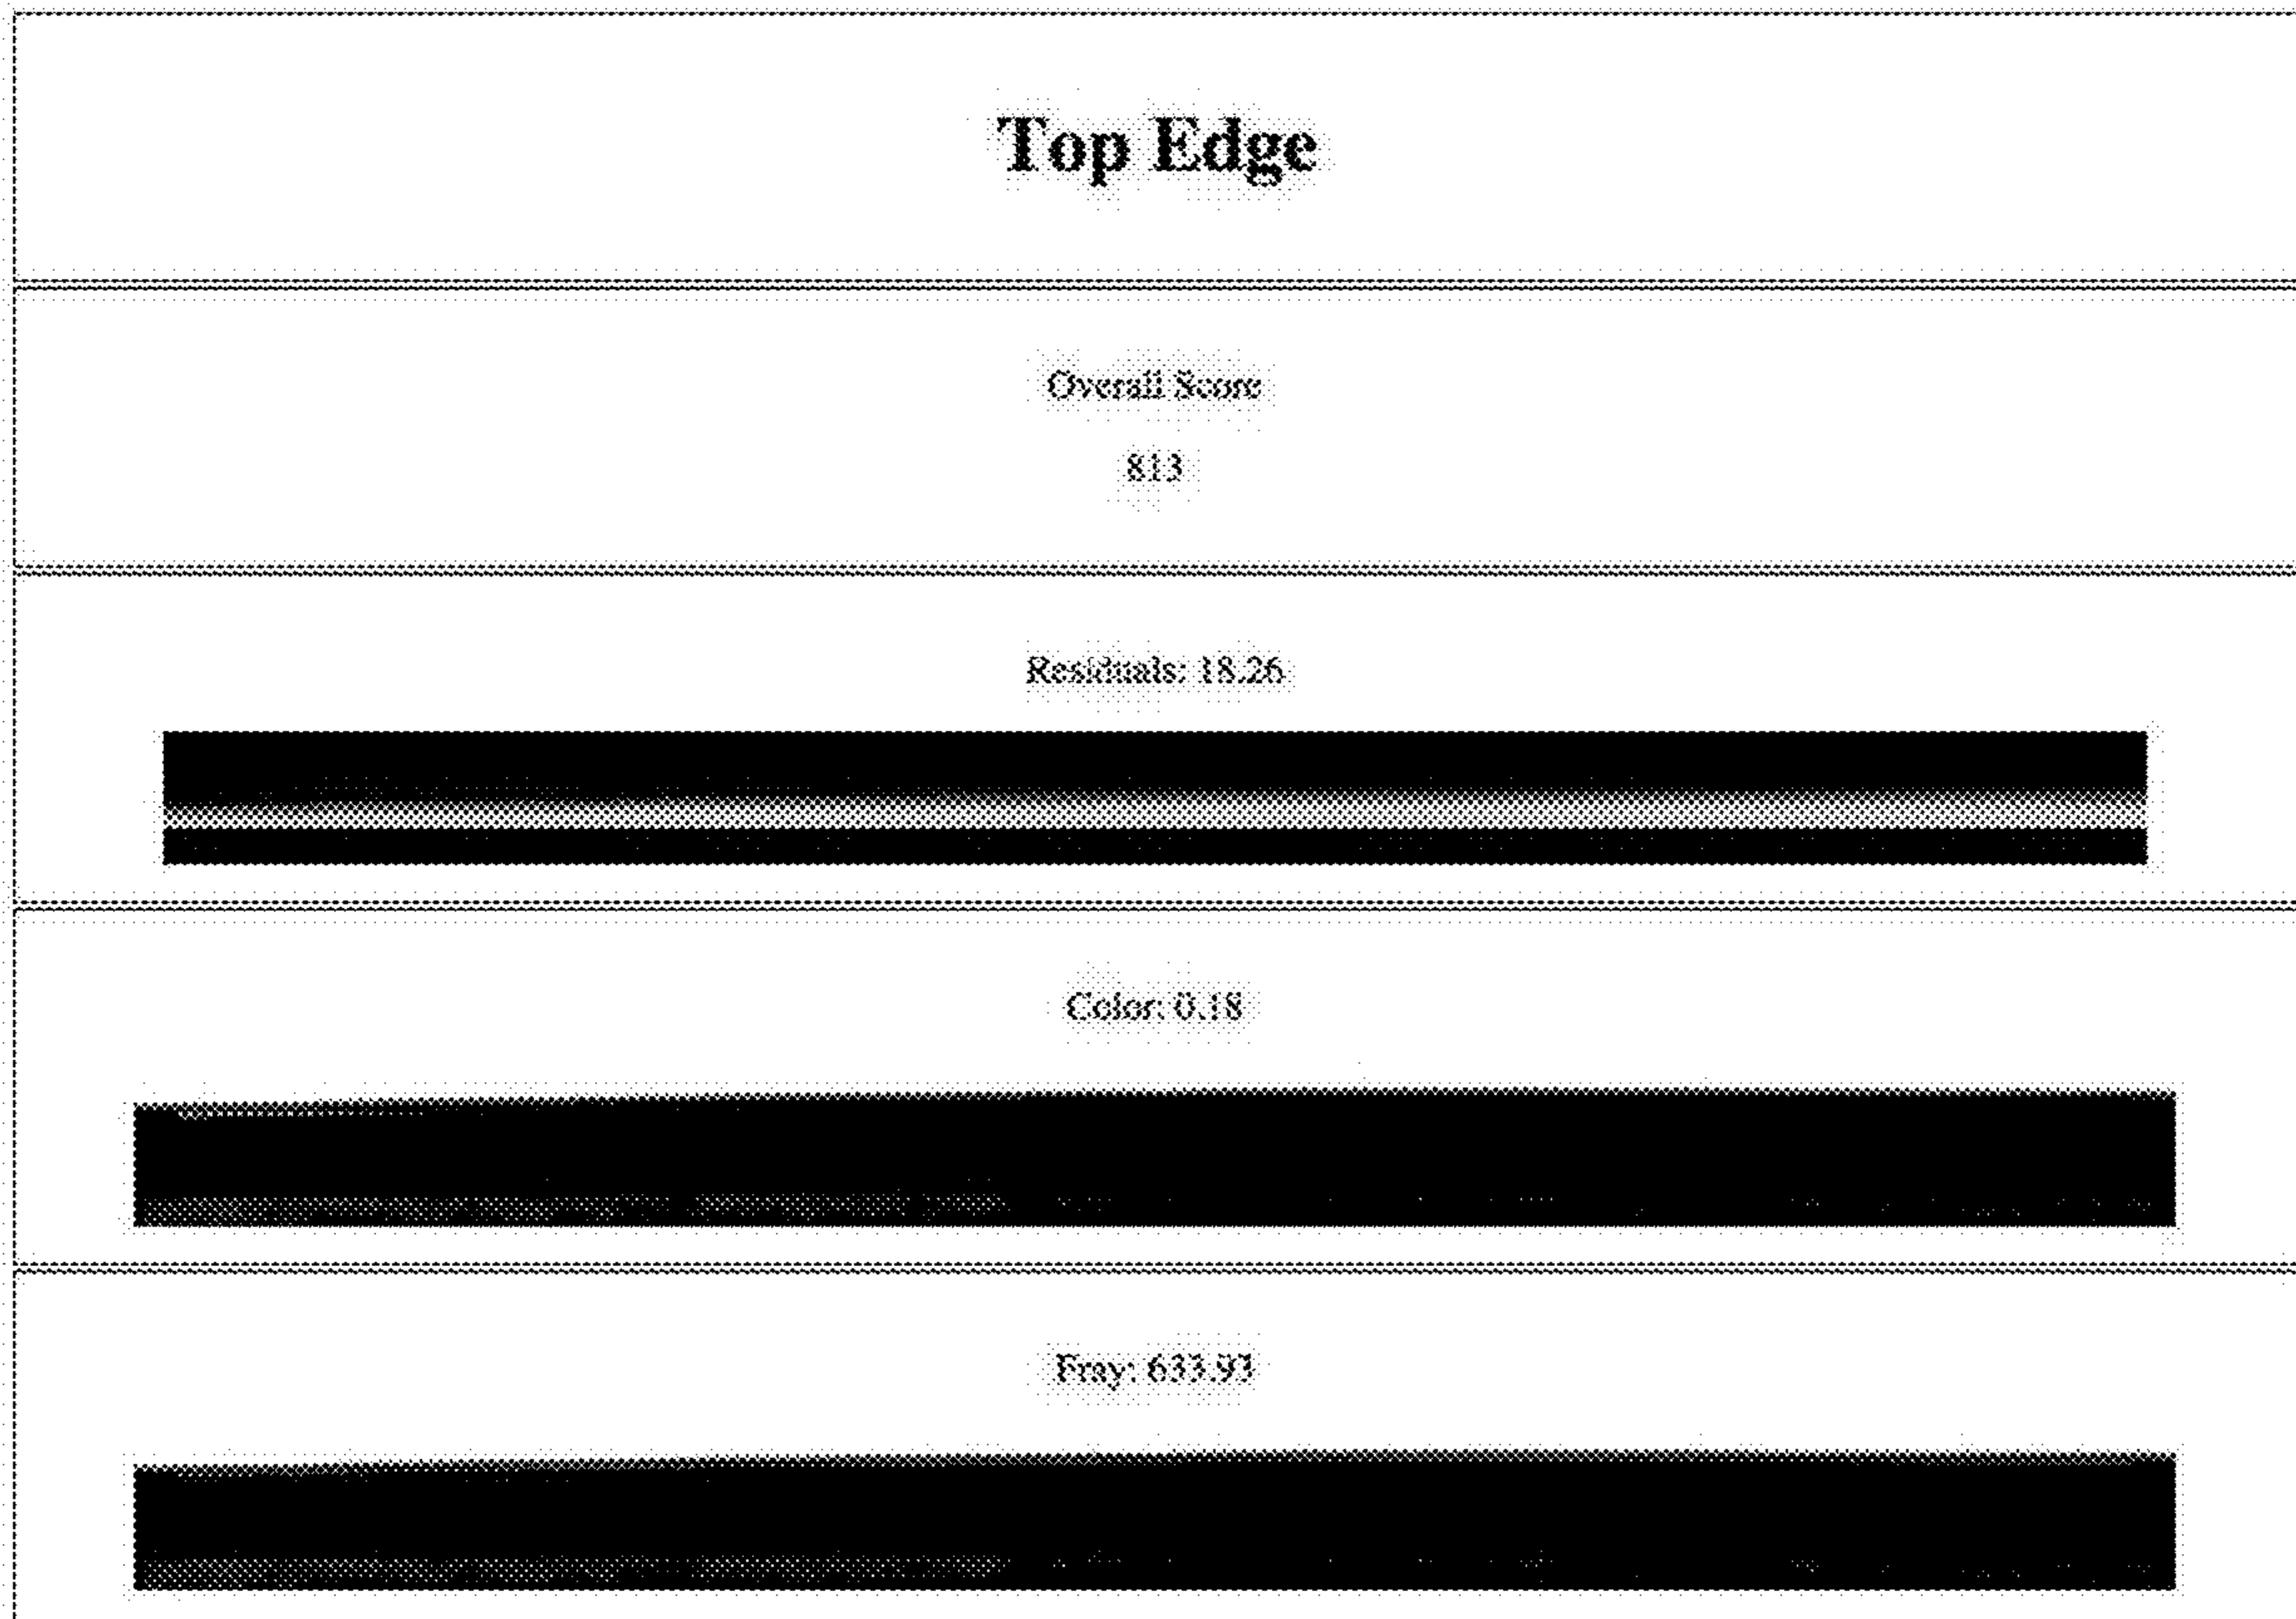 Top Edge
Overall Score
813
Residuals: 18.26
Color: 0.18
Fray: 633.93